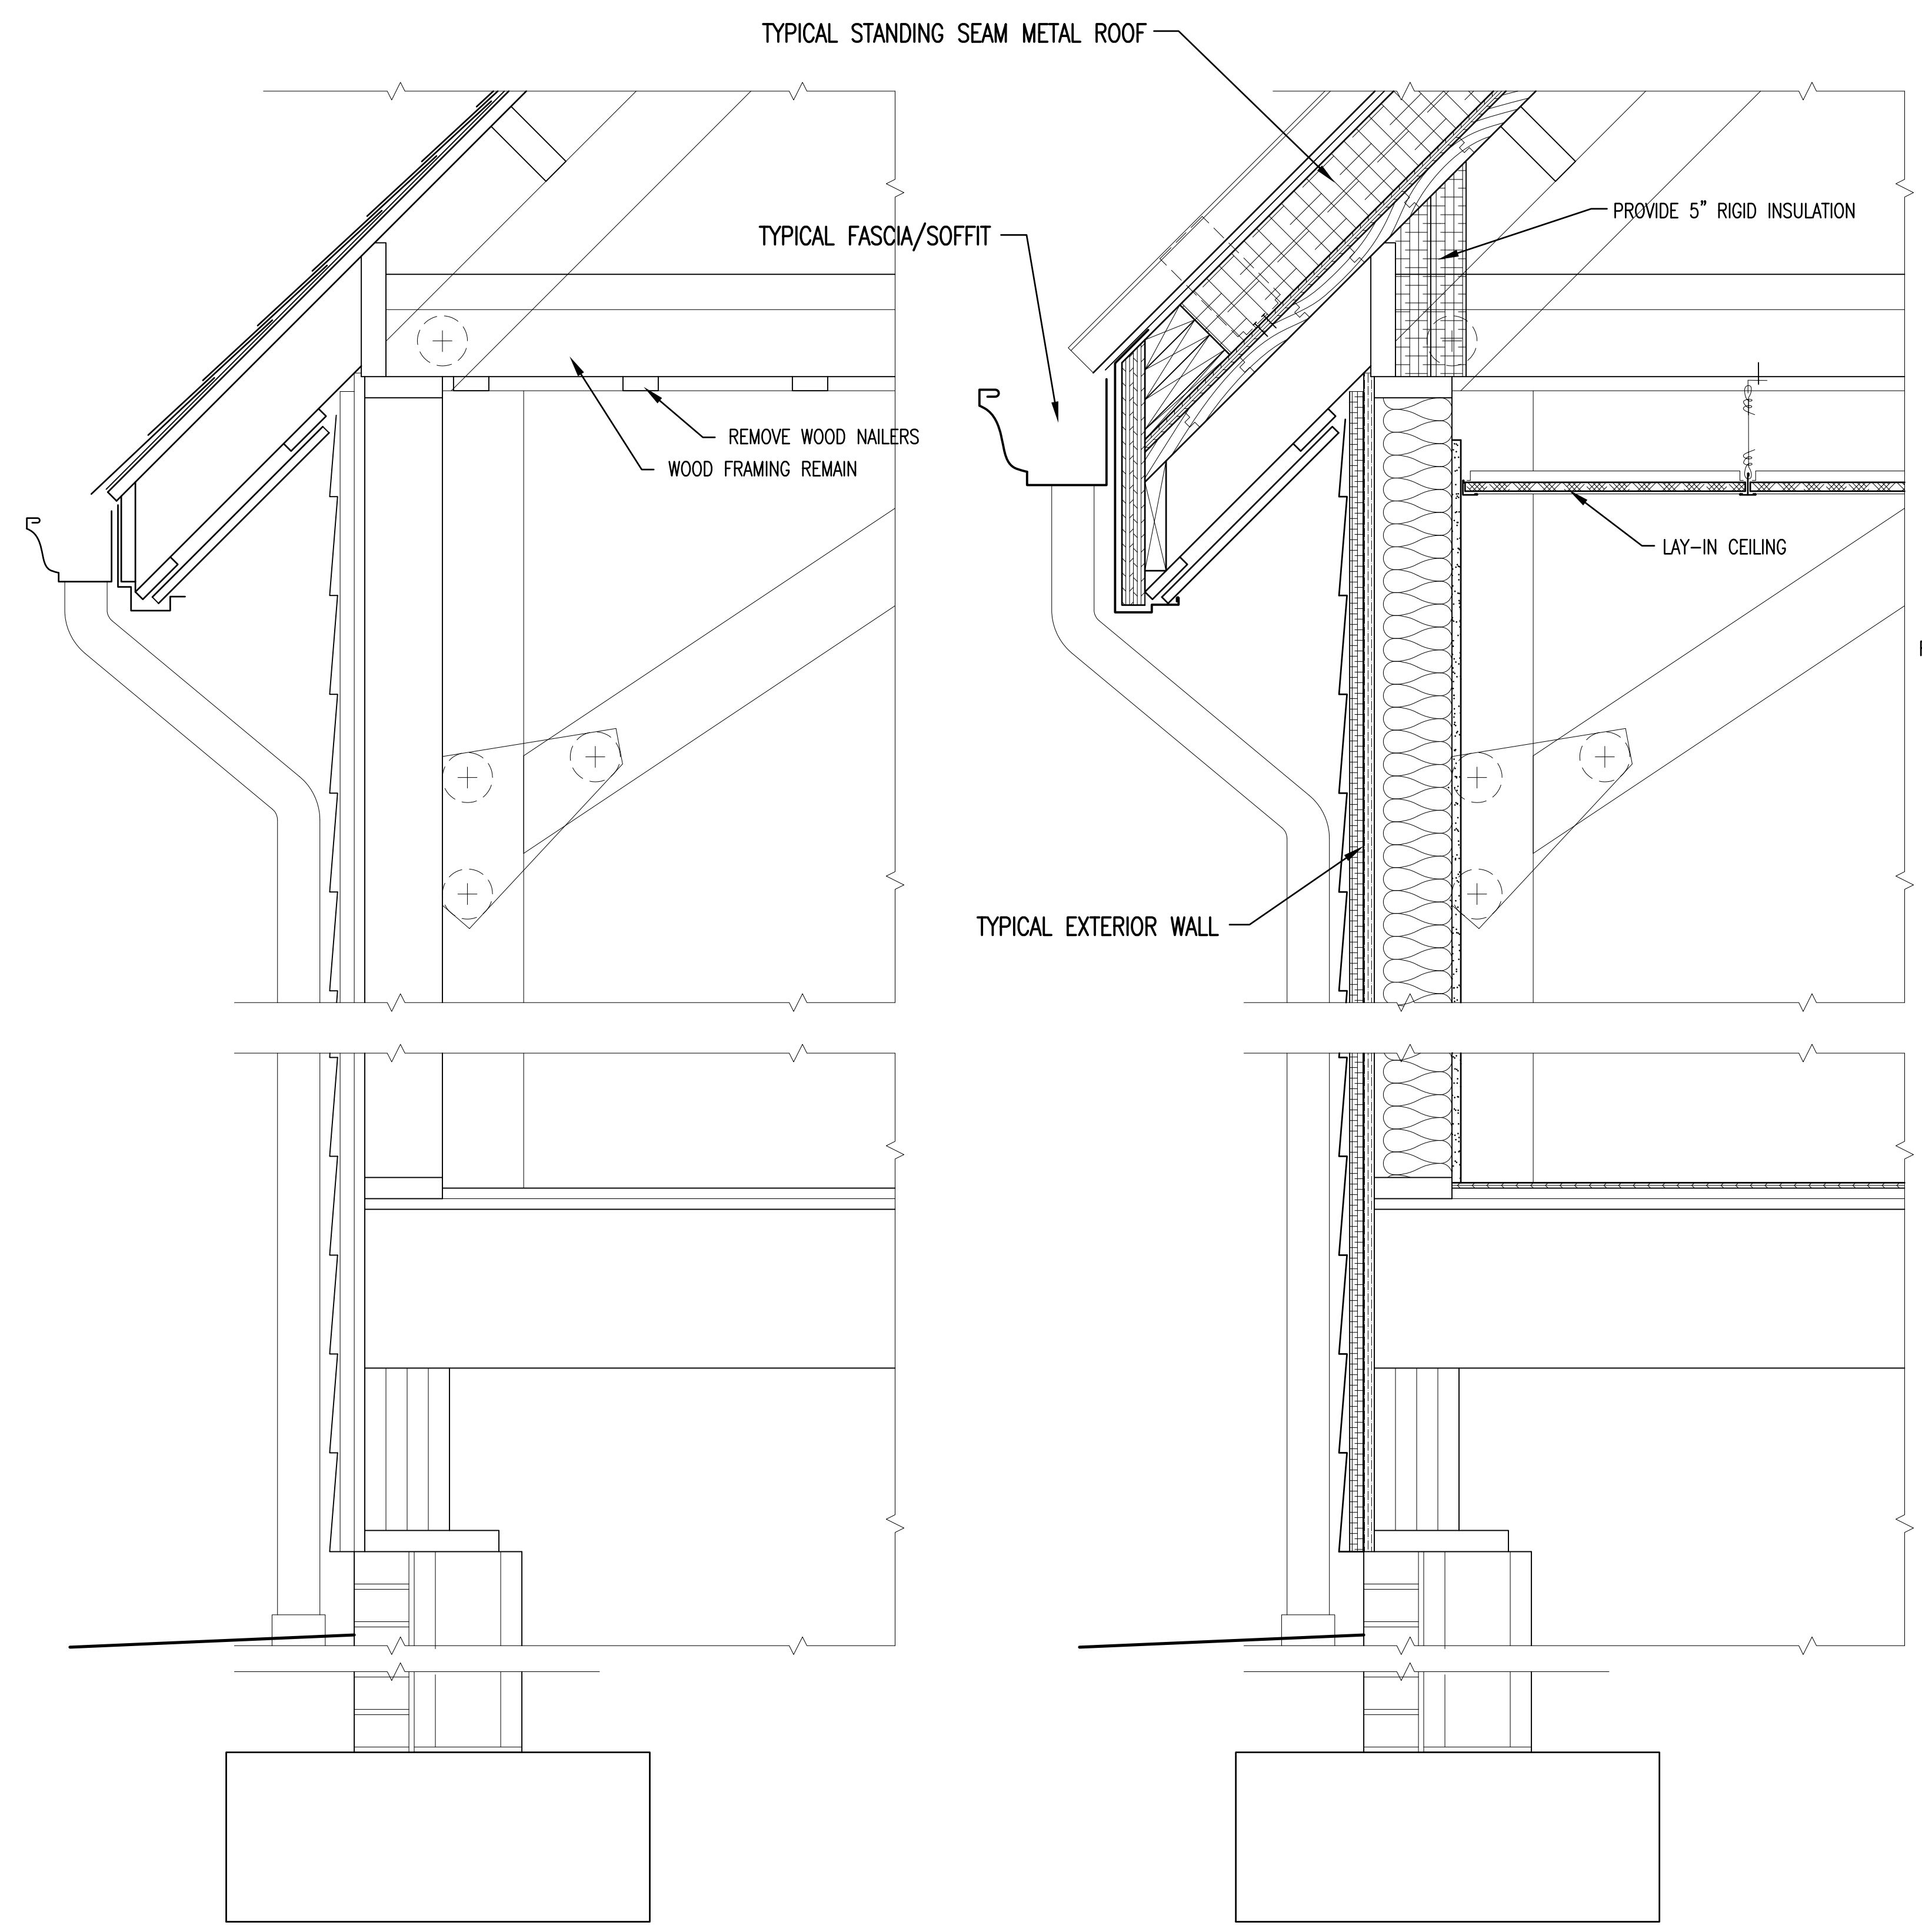 TYPICAL STANDING SEAM METAL ROOF
PROVIDE 5" RIGID INSULATION
TYPICAL FASCIA/SOFFIT
REMOVE WOOD NAILERS
WOOD FRAMING REMAIN
LAY-IN CEILING
TYPICAL EXTERIOR WALL